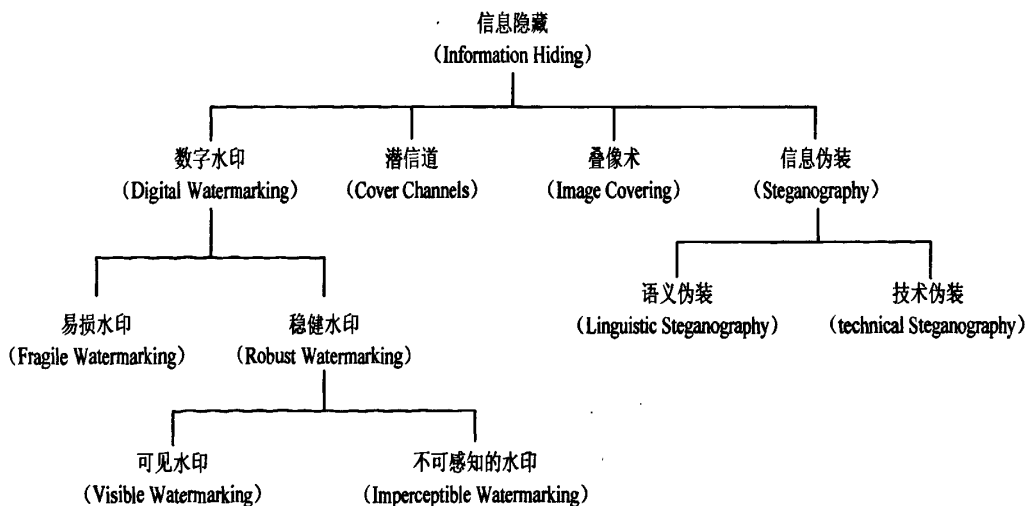 信息隐藏
（Information Hiding）
数字水印
（Digital Watermarking）
潜信道
（Cover Channels）
叠像术
（Image Covering）
信息伪装
（Steganography）
易损水印
（Fragile Watermarking）
稳健水印
（Robust Watermarking）
语义伪装
（Linguistic Steganography）
技术伪装
（technical Steganography）
可见水印
（Visible Watermarking）
不可感知的水印
（Imperceptible Watermarking）